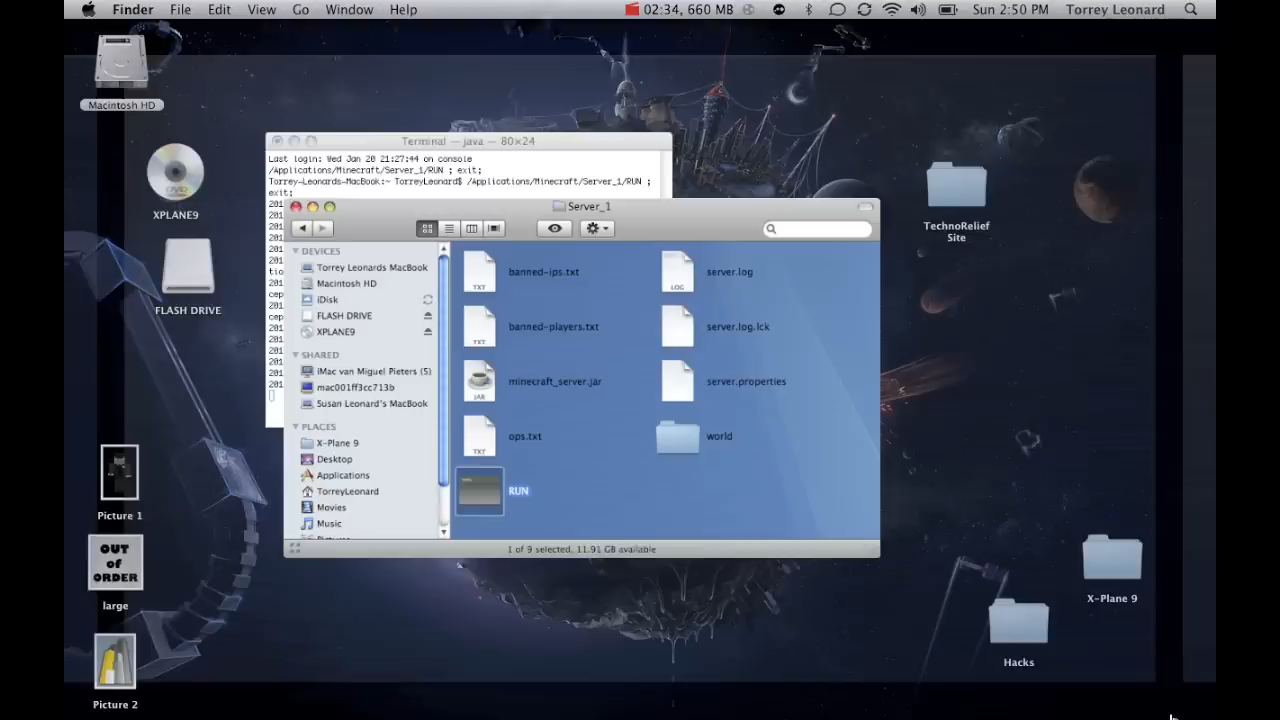 Finder File Edit View Go Window Help 02:34, 660 MB Sun 2:50 PM Torrey Leonard
Macintosh HD
XPLANE9
FLASH DRIVE
Picture 1
OUT
of
ORDER
large
Picture 2
Terminal — java — 80×24
Last login: Wed Jan 20 21:27:44 on console
/Applications/Minecraft/Server_1/RUN ; exit;
Torrey-Leonards-MacBook:~ TorreyLeonard$ /Applications/Minecraft/Server_1/RUN ;
exit;
Server_1
DEVICES
Torrey Leonards MacBook
Macintosh HD
iDisk
FLASH DRIVE
XPLANE9
SHARED
iMac van Miguel Pieters (5)
mac001ff3cc713b
Susan Leonard's MacBook
PLACES
X-Plane 9
Desktop
Applications
TorreyLeonard
Movies
Music
banned-ips.txt
server.log
banned-players.txt
server.log.lck
minecraft_server.jar
server.properties
ops.txt
world
RUN
TXT
LOG
TXT
JAR
TXT
1 of 9 selected, 11.91 GB available
TechnoRelief
Site
X-Plane 9
Hacks